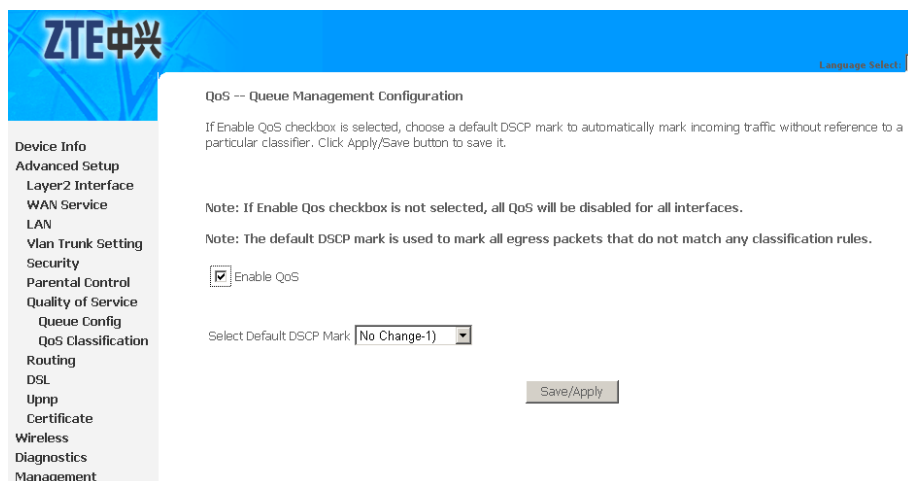 ZTE中兴
Language Select:
QoS -- Queue Management Configuration
If Enable QoS checkbox is selected, choose a default DSCP mark to automatically mark incoming traffic without reference to a
particular classifier. Click Apply/Save button to save it.
Note: If Enable Qos checkbox is not selected, all QoS will be disabled for all interfaces.
Note: The default DSCP mark is used to mark all egress packets that do not match any classification rules.
Enable QoS
Select Default DSCP Mark No Change-1)
Save/Apply
Device Info
Advanced Setup
Layer2 Interface
WAN Service
LAN
Vlan Trunk Setting
Security
Parental Control
Quality of Service
Queue Config
QoS Classification
Routing
DSL
Upnp
Certificate
Wireless
Diagnostics
Management